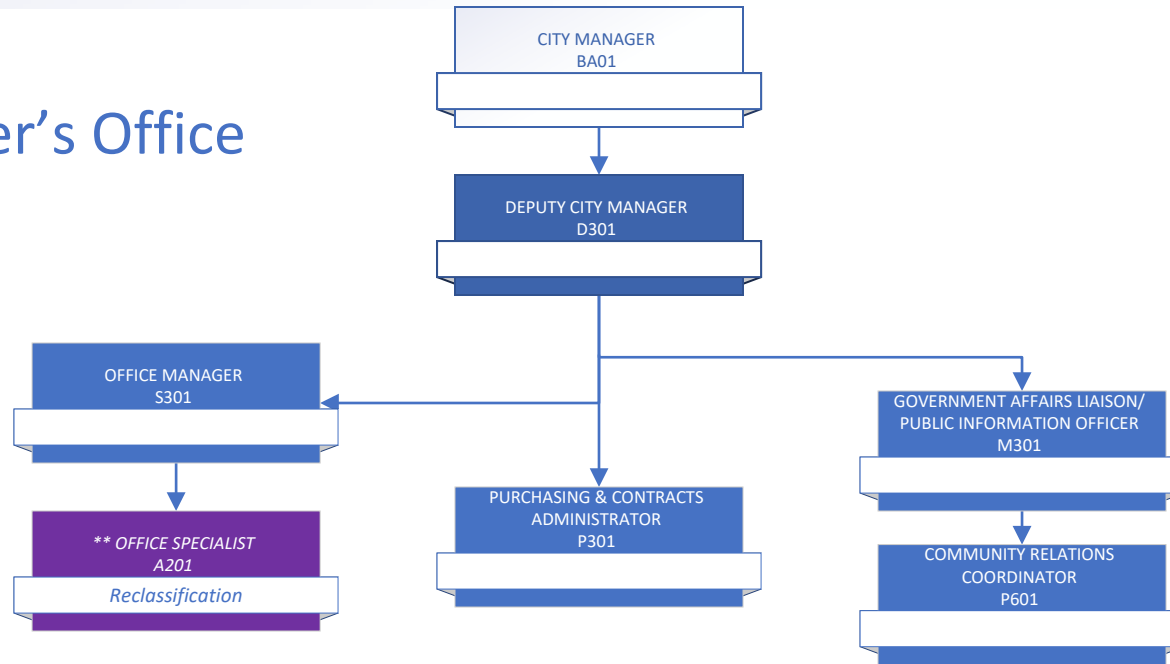 CITY MANAGER
BA01
er's Office
DEPUTY CITY MANAGER
D301
OFFICE MANAGER
S301
GOVERNMENT AFFAIRS LIAISON/
PUBLIC INFORMATION OFFICER
M301
PURCHASING & CONTRACTS
ADMINISTRATOR
P301
** OFFICE SPECIALIST
A201
Reclassification
COMMUNITY RELATIONS
COORDINATOR
P601